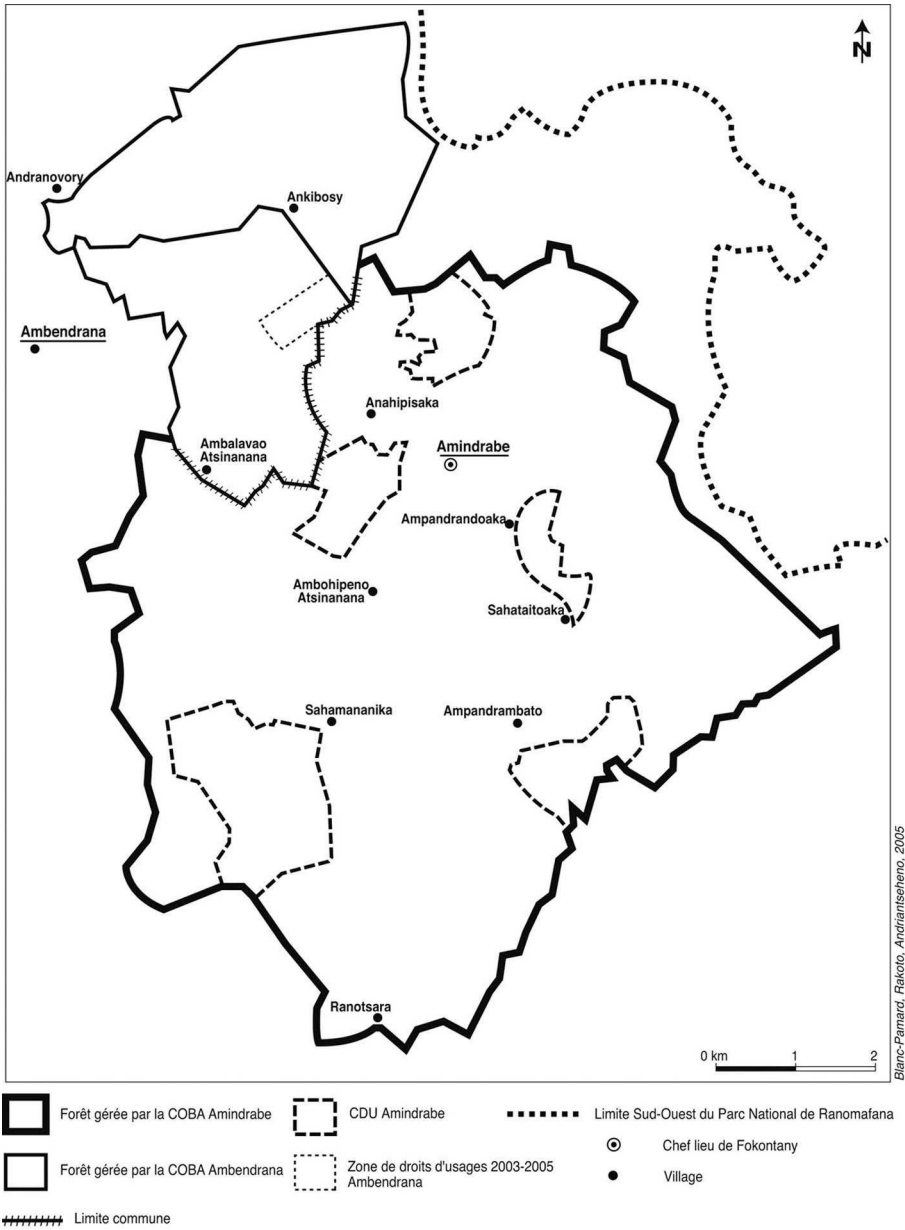 N
Andranovory
Ankibosy
Ambendrana
Anahipisaka
Ambalavao
Atsinanana
Amindrabe
Ampandrandoaka
Ambohipeno
Atsinanana
Sahataitoaka
Sahamananika
Ampandrambato
Ranotsara
0 km 1 2
Blanc-Pamard, Rakoto, Andriantseheno, 2005
Forêt gérée par la COBA Amindrabe
CDU Amindrabe
Limite Sud-Ouest du Parc National de Ranomafana
Chef lieu de Fokontany
Forêt gérée par la COBA Ambendrana
Zone de droits d'usages 2003-2005
Ambendrana
Village
Limite commune